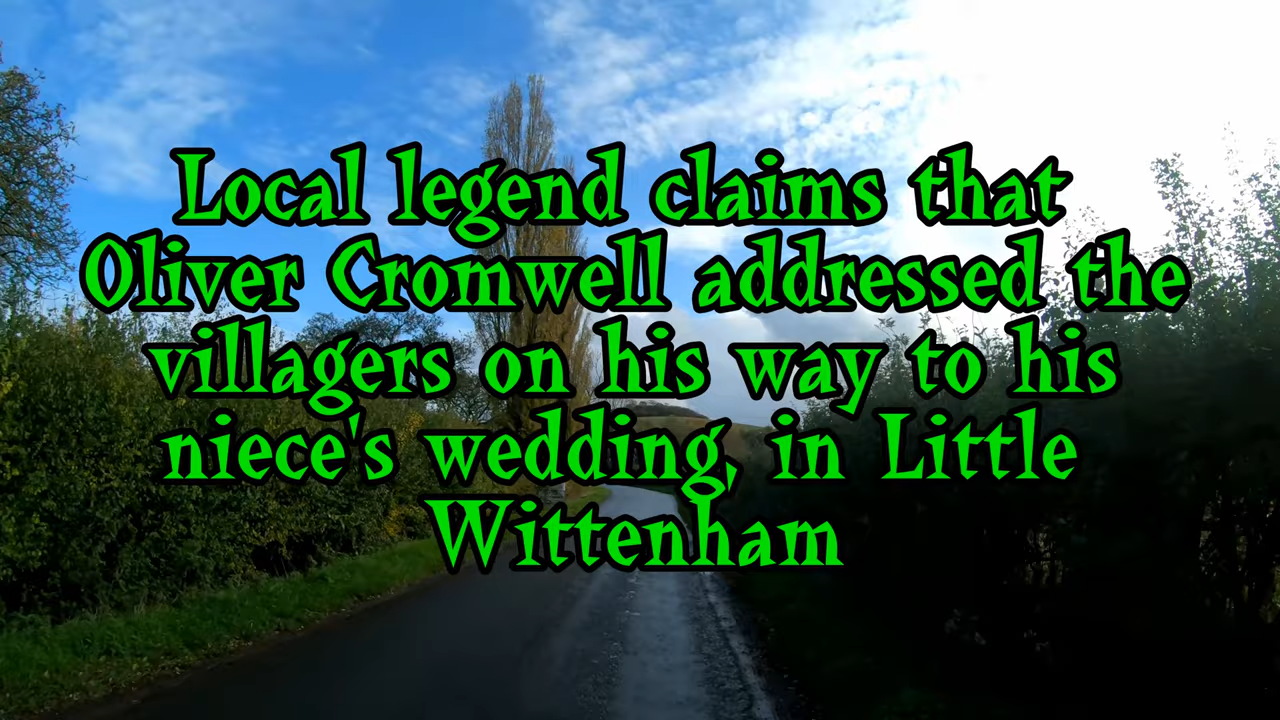 Local legend claims that
Oliver Cromwell addressed the
villagers on his way to his
niece's wedding, in Little
Wittenham